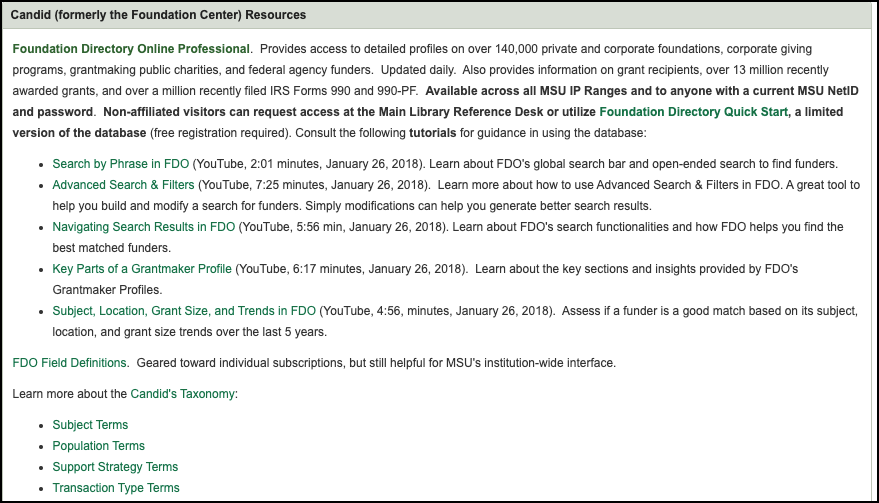 Candid (formerly the Foundation Center) Resources
Foundation Directory Online Professional.  Provides access to detailed profiles on over 140,000 private and corporate foundations, corporate giving
programs, grantmaking public charities, and federal agency funders.  Updated daily.  Also provides information on grant recipients, over 13 million recently
awarded grants, and over a million recently filed IRS Forms 990 and 990-PF.  Available across all MSU IP Ranges and to anyone with a current MSU NetID
and password.  Non-affiliated visitors can request access at the Main Library Reference Desk or utilize Foundation Directory Quick Start, a limited
version of the database (free registration required). Consult the following tutorials for guidance in using the database:
• Search by Phrase in FDO (YouTube, 2:01 minutes, January 26, 2018). Learn about FDO's global search bar and open-ended search to find funders.
• Advanced Search & Filters (YouTube, 7:25 minutes, January 26, 2018).  Learn more about how to use Advanced Search & Filters in FDO. A great tool to
help you build and modify a search for funders. Simply modifications can help you generate better search results.
• Navigating Search Results in FDO (YouTube, 5:56 min, January 26, 2018). Learn about FDO's search functionalities and how FDO helps you find the
best matched funders.
• Key Parts of a Grantmaker Profile (YouTube, 6:17 minutes, January 26, 2018).  Learn about the key sections and insights provided by FDO's
Grantmaker Profiles.
• Subject, Location, Grant Size, and Trends in FDO (YouTube, 4:56, minutes, January 26, 2018).  Assess if a funder is a good match based on its subject,
location, and grant size trends over the last 5 years.
FDO Field Definitions.  Geared toward individual subscriptions, but still helpful for MSU's institution-wide interface.
Learn more about the Candid's Taxonomy:
• Subject Terms
• Population Terms
• Support Strategy Terms
• Transaction Type Terms